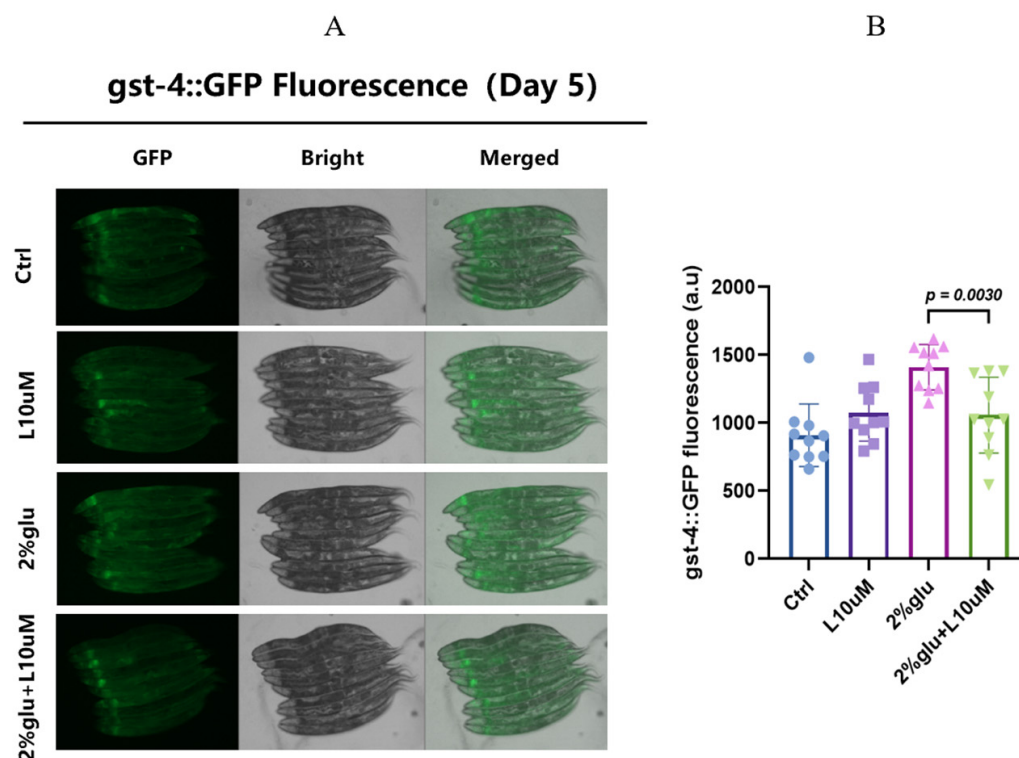 A
B
gst-4::GFP Fluorescence (Day 5)
GFP
Bright
Merged
Ctrl
L10uM
2%glu
2%glu+L10uM
gst-4::GFP fluorescence (a.u)
2000
1500
1000
500
0
p = 0.0030
Ctrl
L10uM
2%glu
2%glu+L10uM